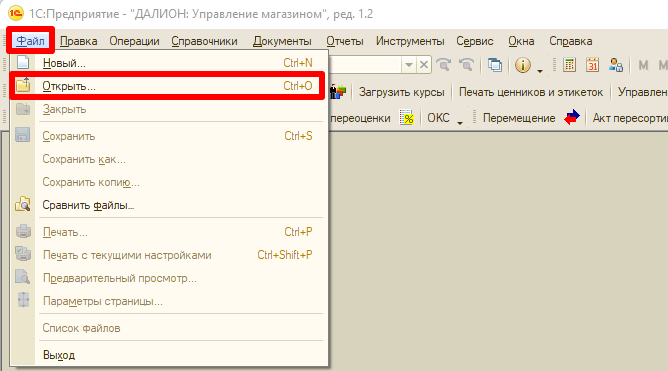 1С:Предприятие - "ДАЛИОН: Управление магазином", ред. 1.2
Файл Правка Операции Справочники Документы Отчеты Инструменты Сервис Окна Справка
Новый... Ctrl+N
Открыть... Ctrl+O
Закрыть
Сохранить Ctrl+S
Сохранить как...
Сохранить копию...
Сравнить файлы...
Печать... Ctrl+P
Печать с текущими настройками Ctrl+Shift+P
Предварительный просмотр...
Параметры страницы...
Список файлов
Выход
31 M M
Загрузить курсы Печать ценников и этикеток Управлен
переоценки ОКС Перемещение Акт пересорти